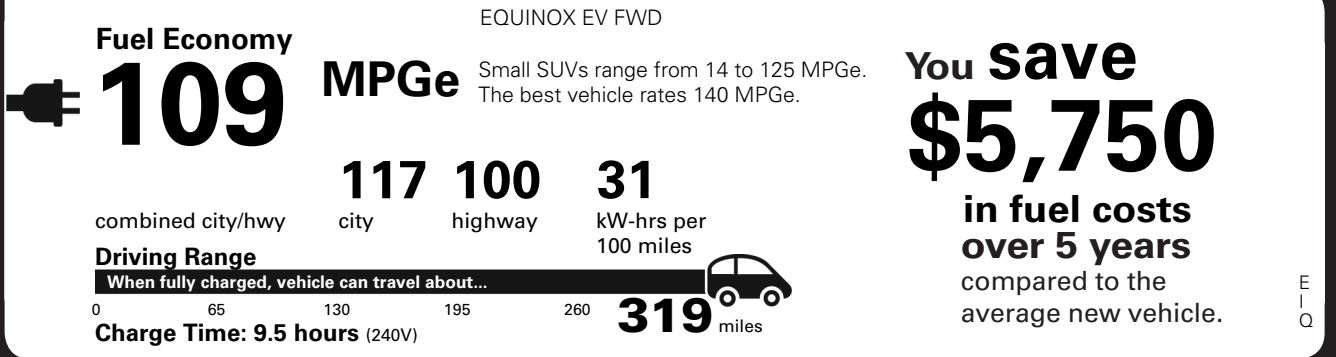 EQUINOX EV FWD
Fuel Economy
109 MPGe
Small SUVs range from 14 to 125 MPGe.
The best vehicle rates 140 MPGe.
combined city/hwy
117
city
100
highway
31
kW-hrs per
100 miles
Driving Range
When fully charged, vehicle can travel about...
0 65 130 195 260 319 miles
Charge Time: 9.5 hours (240V)
You save
$5,750
in fuel costs
over 5 years
compared to the
average new vehicle.
E
I
Q